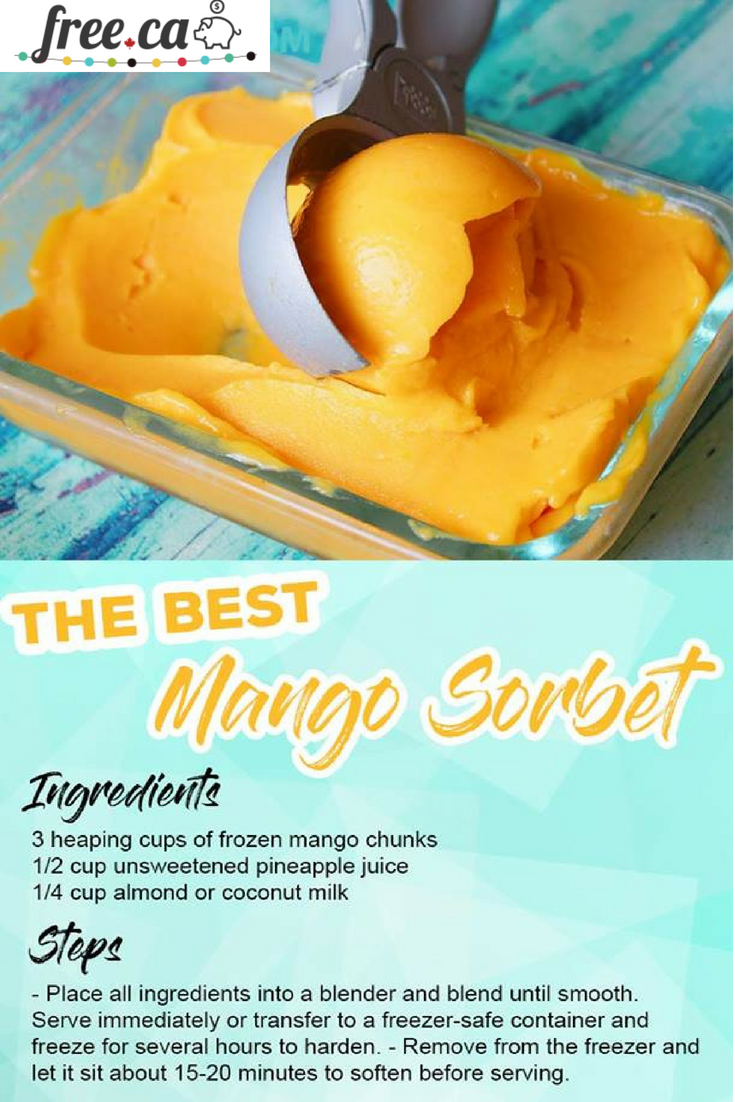 free.ca
THE BEST
Mango Sorbet
Ingredients
3 heaping cups of frozen mango chunks
1/2 cup unsweetened pineapple juice
1/4 cup almond or coconut milk
Steps
- Place all ingredients into a blender and blend until smooth.
Serve immediately or transfer to a freezer-safe container and
freeze for several hours to harden. - Remove from the freezer and
let it sit about 15-20 minutes to soften before serving.